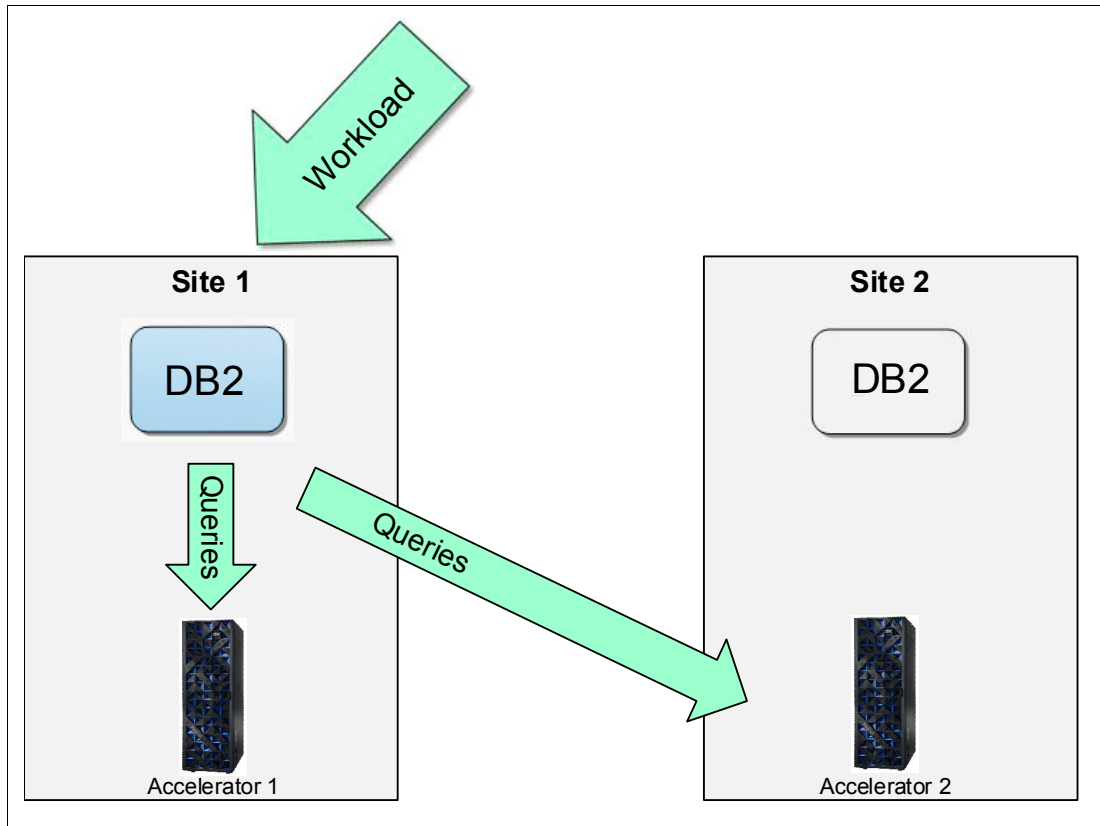 Workload
Site 1
Site 2
DB2
DB2
Queries
Queries
Accelerator 1
Accelerator 2